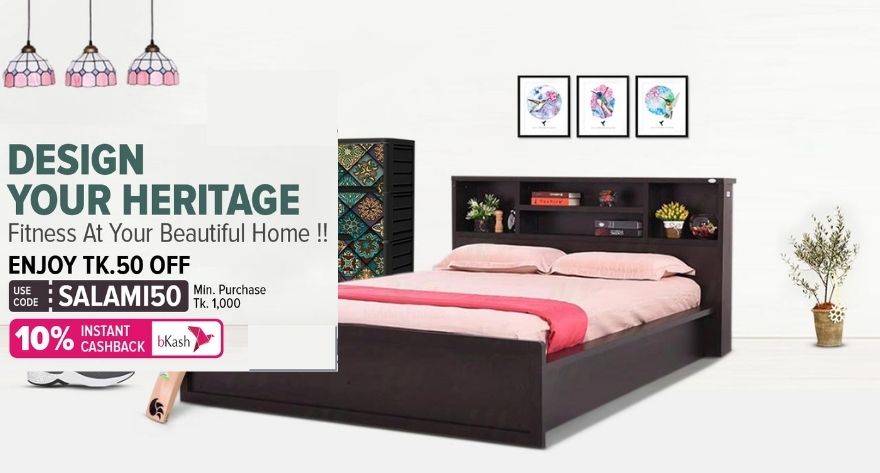 DESIGN
YOUR HERITAGE
Fitness At Your Beautiful Home !!
ENJOY TK.50 OFF
USE CODE SALAMI50 Min. Purchase Tk. 1,000
10% INSTANT CASHBACK bKash